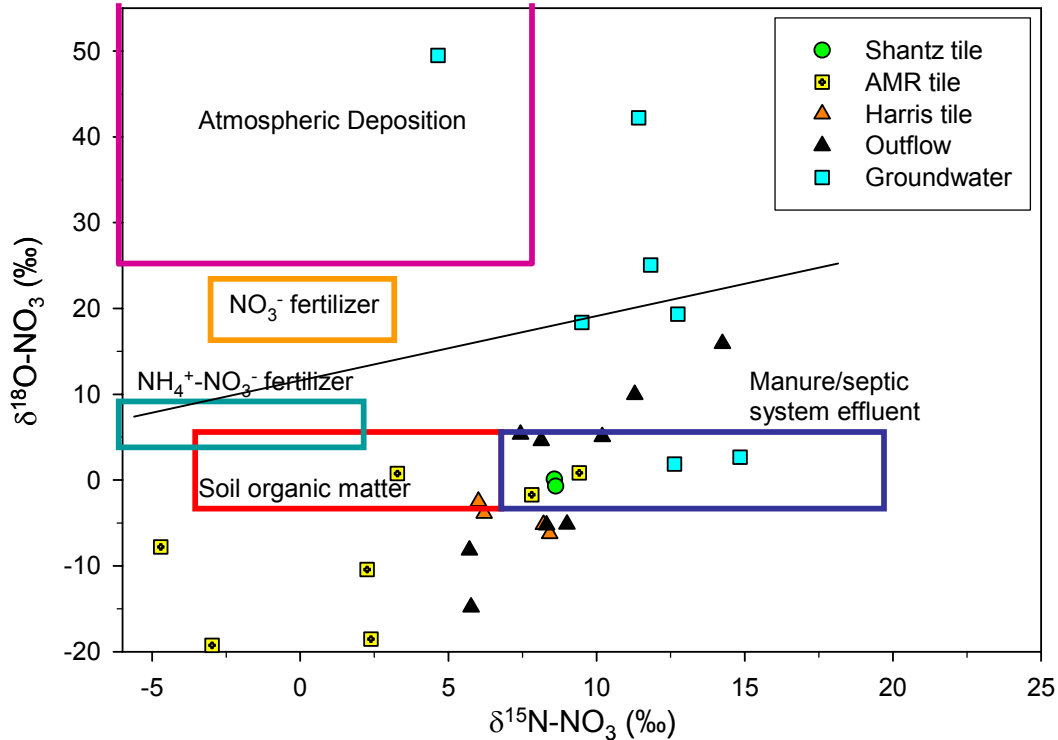 50
40
30
20
10
0
-10
-20
δ18O-NO3 (‰)
Atmospheric Deposition
NO3- fertilizer
NH4+-NO3- fertilizer
Soil organic matter
Manure/septic
system effluent
Shantz tile
AMR tile
Harris tile
Outflow
Groundwater
-5
0
5
10
15
20
25
δ15N-NO3 (‰)